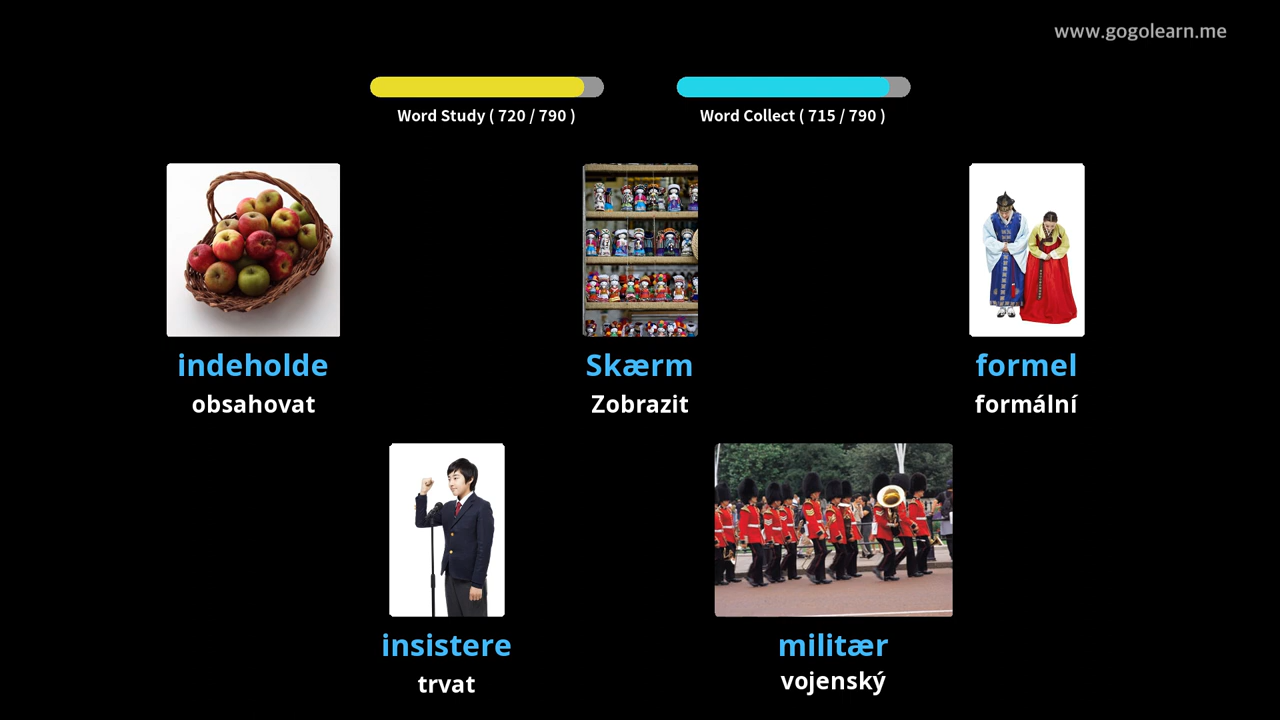 www.gogolearn.me
Word Study ( 720 / 790 )
Word Collect ( 715 / 790 )
indeholde
obsahovat
Skærm
Zobrazit
formel
formální
insistere
trvat
militær
vojenský